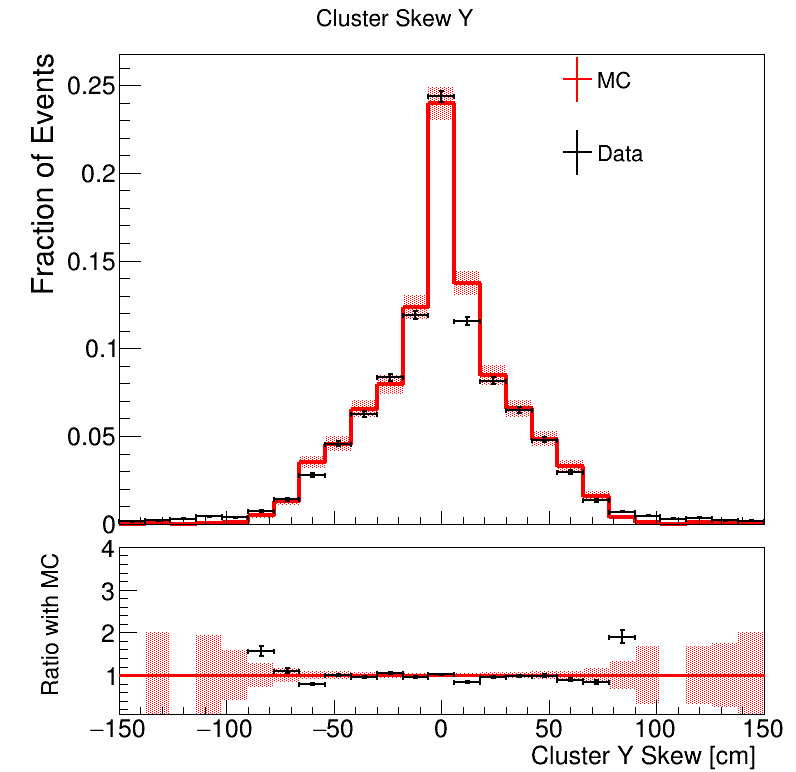 Cluster Skew Y
Fraction of Events
0.25
0.2
0.15
0.1
0.05
0
MC
Data
Ratio with MC
4
3
2
1
−150 −100 −50 0 50 100 150
Cluster Y Skew [cm]